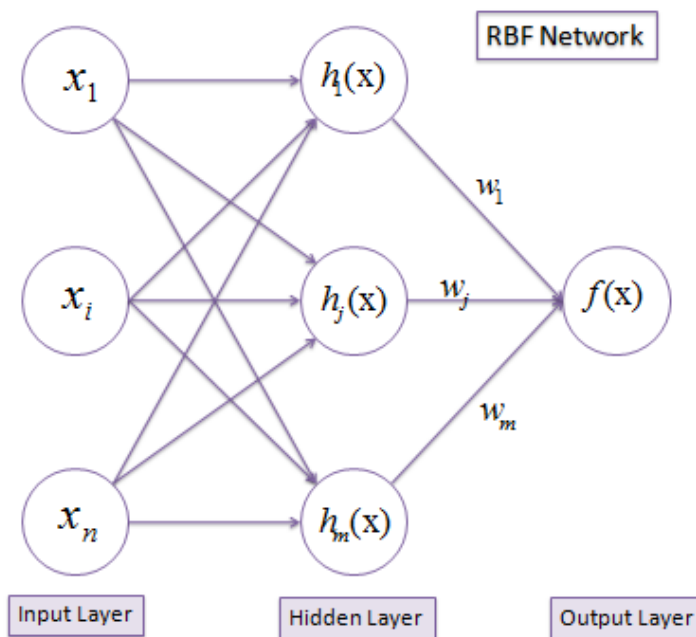 RBF Network
x₁ h₁(x)
w₁
xᵢ hⱼ(x) wⱼ f(x)
wₘ
xₙ hₘ(x)
Input Layer Hidden Layer Output Layer